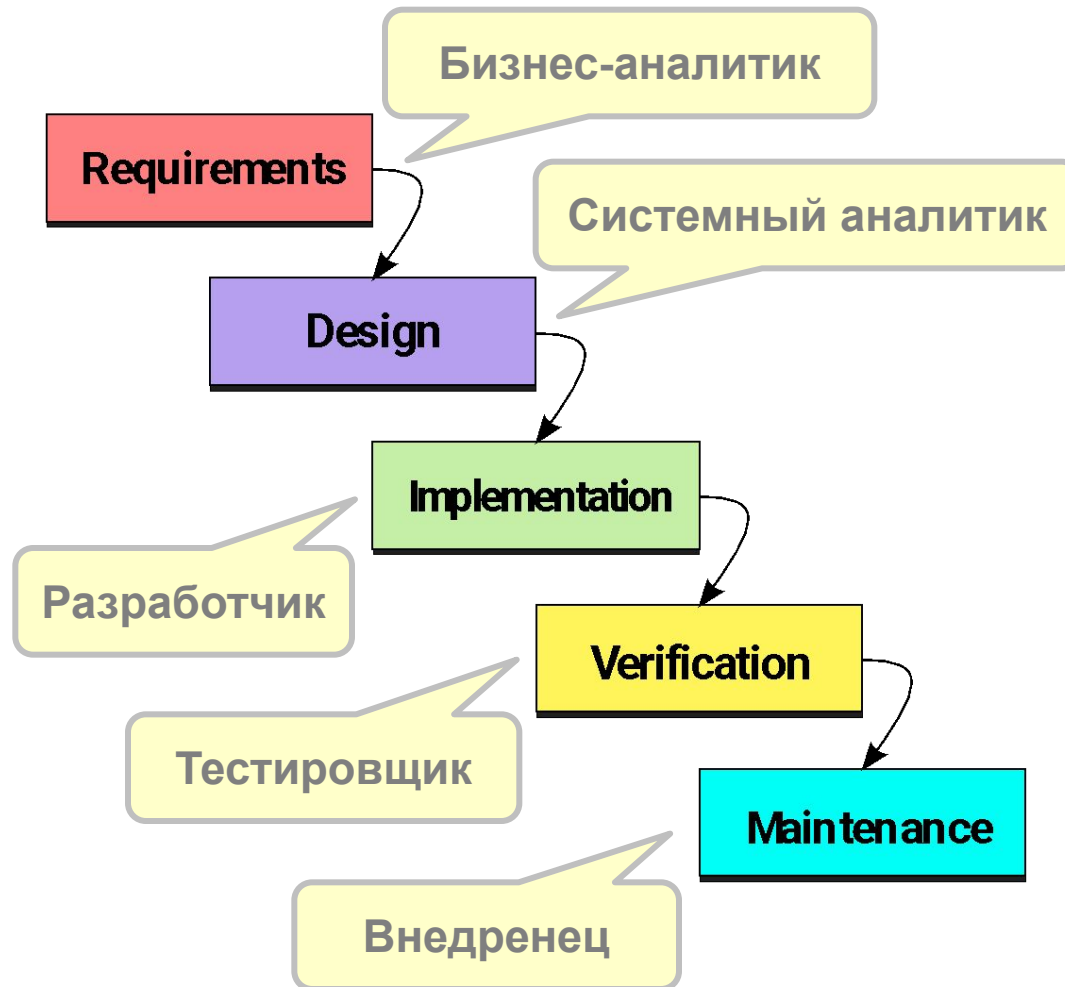 Бизнес-аналитик
Requirements
Системный аналитик
Design
Implementation
Разработчик
Verification
Тестировщик
Maintenance
Внедренец